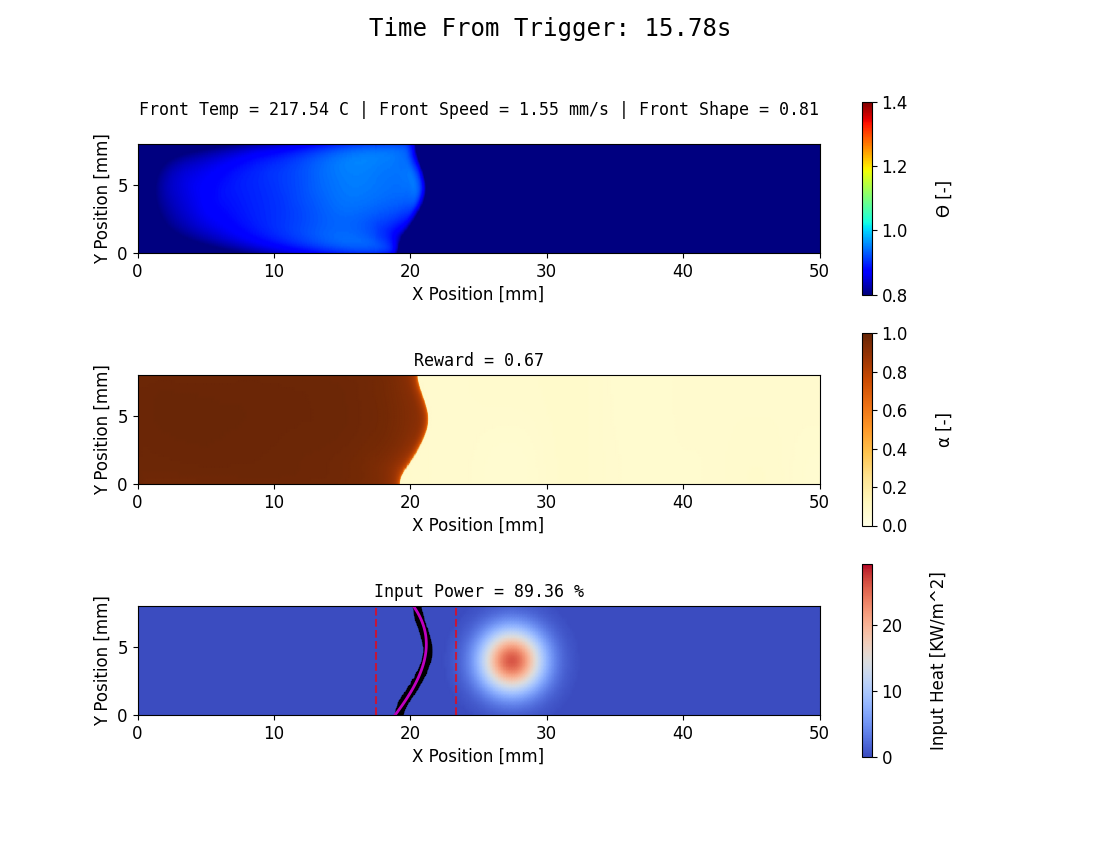 Time From Trigger: 15.78s
Front Temp = 217.54 C | Front Speed = 1.55 mm/s | Front Shape = 0.81
Y Position [mm]
5
0
0 10 20 30 40 50
X Position [mm]
1.4
1.2
1.0
0.8
Θ [-]
Reward = 0.67
Y Position [mm]
5
0
0 10 20 30 40 50
X Position [mm]
1.0
0.8
0.6
0.4
0.2
0.0
α [-]
Input Power = 89.36 %
Y Position [mm]
5
0
0 10 20 30 40 50
X Position [mm]
20
10
0
Input Heat [KW/m^2]